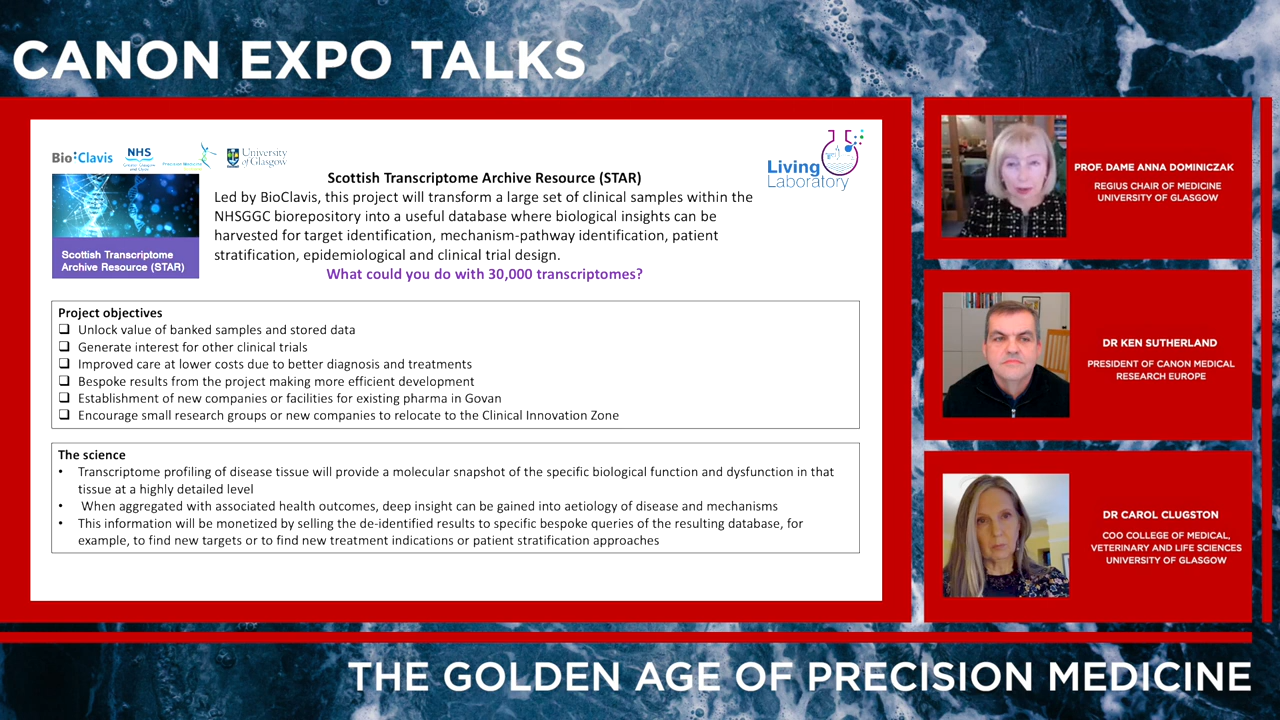 CANON EXPO TALKS
Bio Clavis
NHS
University of Glasgow
Living Laboratory
Scottish Transcriptome
Archive Resource (STAR)
Scottish Transcriptome Archive Resource (STAR)
Led by BioClavis, this project will transform a large set of clinical samples within the
NHSGGC biorepository into a useful database where biological insights can be
harvested for target identification, mechanism-pathway identification, patient
stratification, epidemiological and clinical trial design.
What could you do with 30,000 transcriptomes?
Project objectives
Unlock value of banked samples and stored data
Generate interest for other clinical trials
Improved care at lower costs due to better diagnosis and treatments
Bespoke results from the project making more efficient development
Establishment of new companies or facilities for existing pharma in Govan
Encourage small research groups or new companies to relocate to the Clinical Innovation Zone
The science
• Transcriptome profiling of disease tissue will provide a molecular snapshot of the specific biological function and dysfunction in that
tissue at a highly detailed level
• When aggregated with associated health outcomes, deep insight can be gained into aetiology of disease and mechanisms
• This information will be monetized by selling the de-identified results to specific bespoke queries of the resulting database, for
example, to find new targets or to find new treatment indications or patient stratification approaches
PROF. DAME ANNA DOMINICZAK
REGIUS CHAIR OF MEDICINE
UNIVERSITY OF GLASGOW
DR KEN SUTHERLAND
PRESIDENT OF CANON MEDICAL
RESEARCH EUROPE
DR CAROL CLUGSTON
COO COLLEGE OF MEDICAL,
VETERINARY AND LIFE SCIENCES
UNIVERSITY OF GLASGOW
THE GOLDEN AGE OF PRECISION MEDICINE